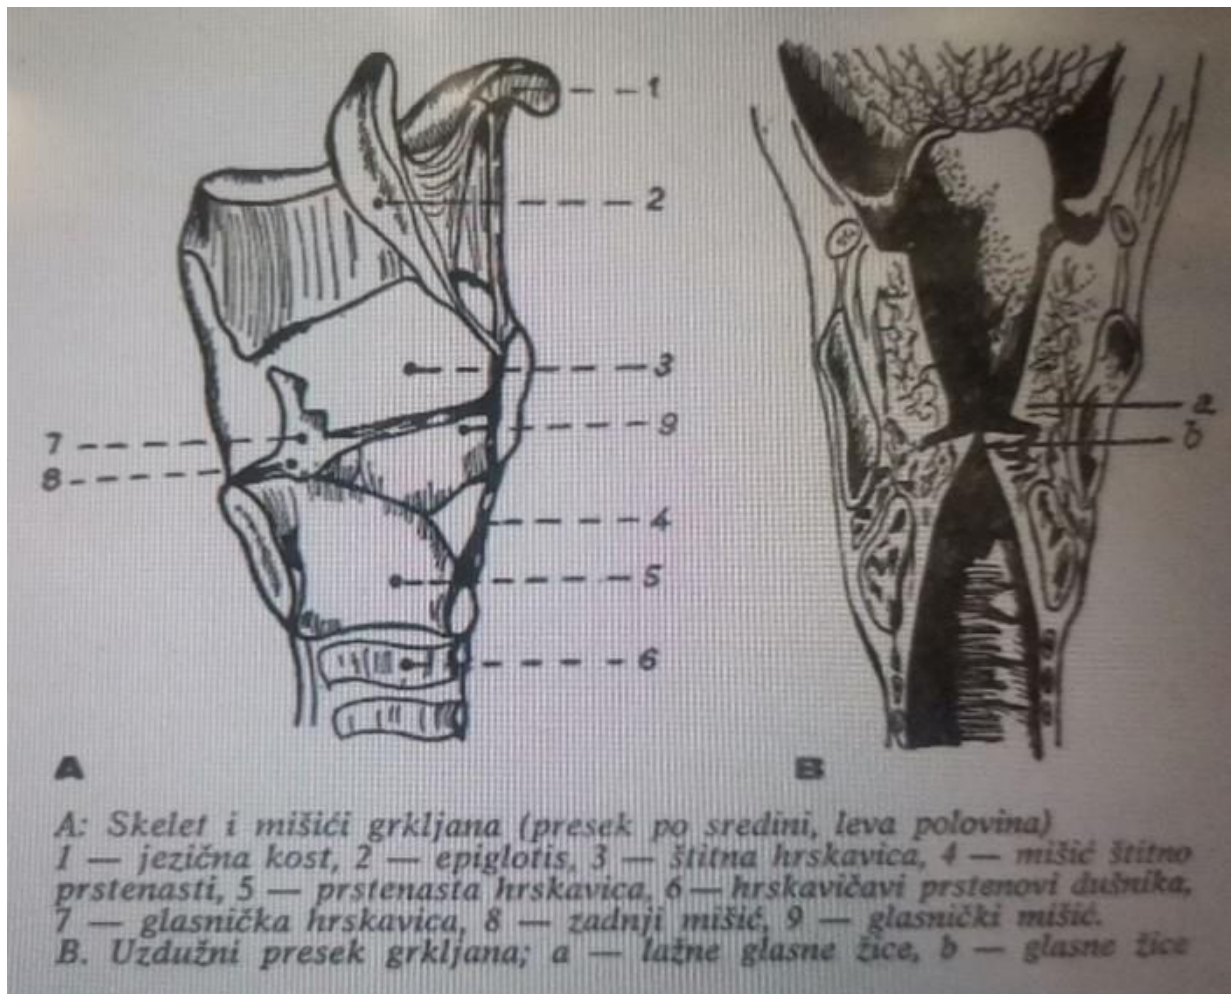 1
2
3
7
9
8
4
5
6
a
b
A
B
A: Skelet i mišići grkljana (presek po sredini, leva polovina)
1 — jezična kost, 2 — epiglotis, 3 — štitna hrskavica, 4 — mišić štitno
prstenasti, 5 — prstenasta hrskavica, 6 — hrskavičavi prstenovi dušnika,
7 — glasnička hrskavica, 8 — zadnji mišić, 9 — glasnički mišić.
B. Uzdužni presek grkljana; a — lažne glasne žice, b — glasne žice